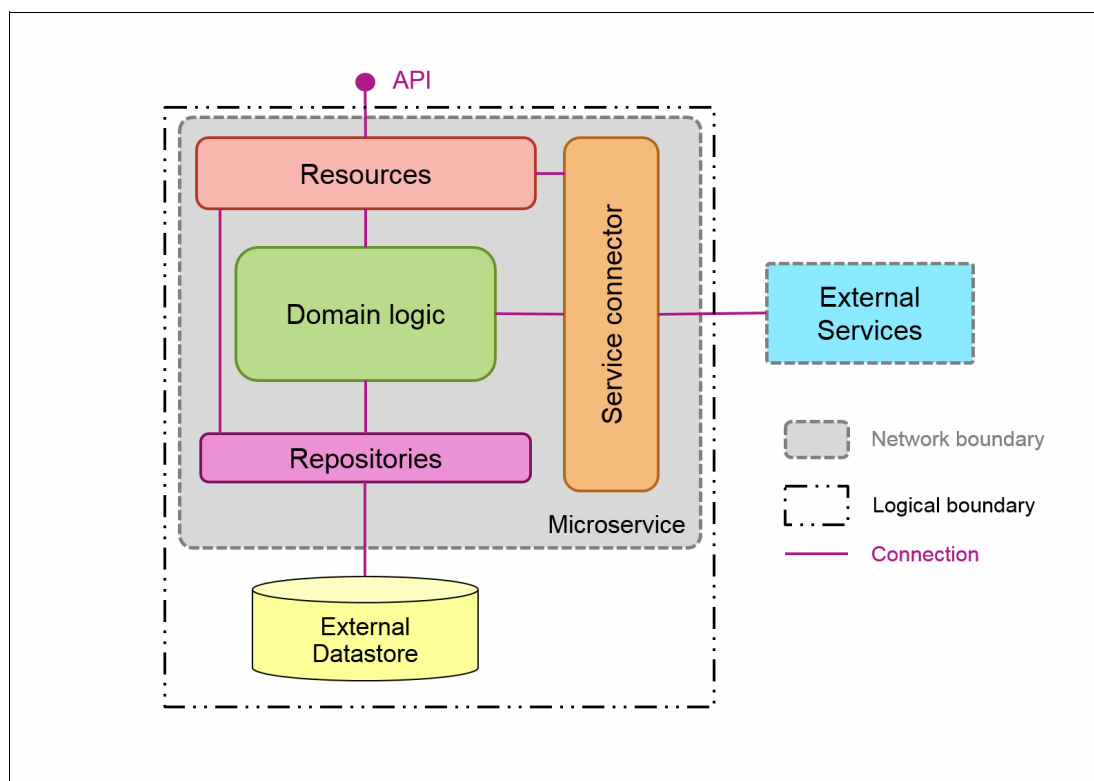 API
Resources
Domain logic
Service connector
Repositories
Microservice
External
Datastore
External
Services
Network boundary
Logical boundary
Connection